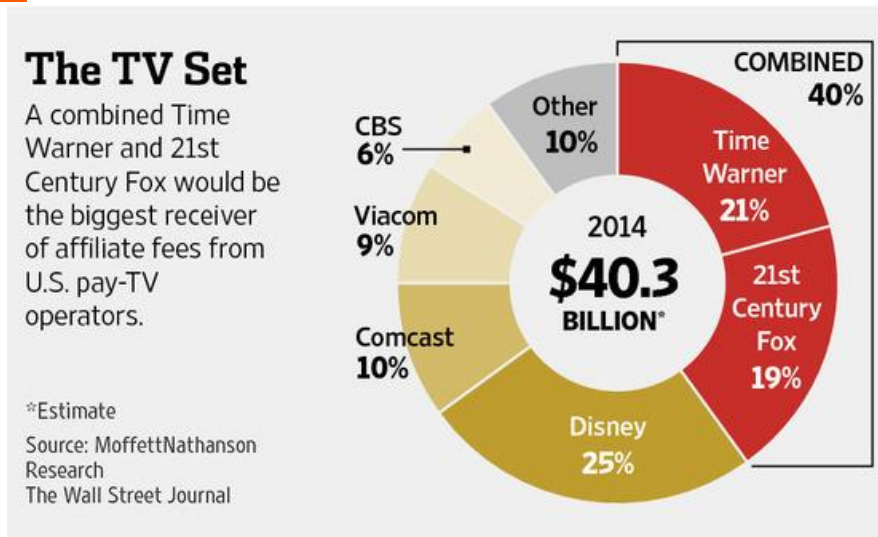 The TV Set
A combined Time
Warner and 21st
Century Fox would be
the biggest receiver
of affiliate fees from
U.S. pay-TV
operators.
*Estimate
Source: MoffettNathanson
Research
The Wall Street Journal
COMBINED
40%
Time
Warner
21%
21st
Century
Fox
19%
Disney
25%
Comcast
10%
Viacom
9%
CBS
6%
Other
10%
2014
$40.3
BILLION*